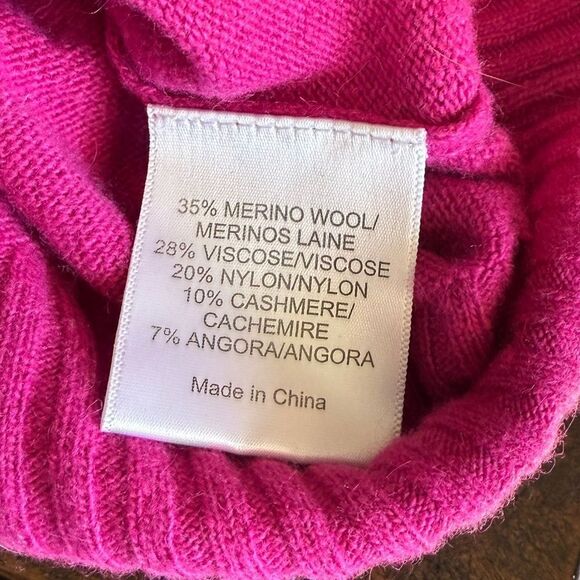 35% MERINO WOOL/
MERINOS LAINE
28% VISCOSE/VISCOSE
20% NYLON/NYLON
10% CASHMERE/
CACHEMIRE
7% ANGORA/ANGORA
Made in China